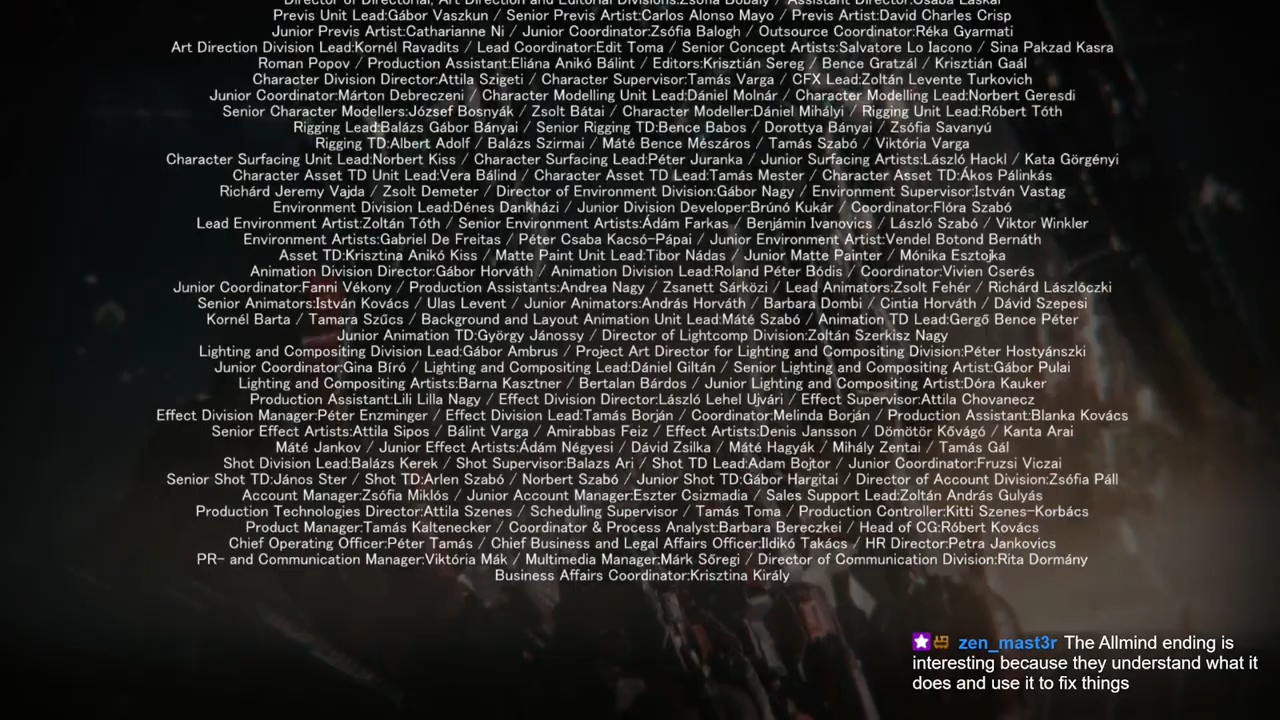 Director of Directorial, Art Direction and Editorial Divisions:Zsófia Bobály / Assistant Director:Csaba Laskai
Previs Unit Lead:Gábor Vaszkun / Senior Previs Artist:Carlos Alonso Mayo / Previs Artist:David Charles Crisp
Junior Previs Artist:Catharianne Ni / Junior Coordinator:Zsófia Balogh / Outsource Coordinator:Réka Gyarmati
Art Direction Division Lead:Kornél Ravadits / Lead Coordinator:Edit Toma / Senior Concept Artists:Salvatore Lo Iacono / Sina Pakzad Kasra
Roman Popov / Production Assistant:Eliána Anikó Bálint / Editors:Krisztián Sereg / Bence Gratzál / Krisztián Gaál
Character Division Director:Attila Szigeti / Character Supervisor:Tamás Varga / CFX Lead:Zoltán Levente Turkovich
Junior Coordinator:Márton Debreczeni / Character Modelling Unit Lead:Dániel Molnár / Character Modelling Lead:Norbert Geresdi
Senior Character Modellers:József Bosnyák / Zsolt Bátai / Character Modeller:Dániel Mihályi / Rigging Unit Lead:Róbert Tóth
Rigging Lead:Balázs Gábor Bányai / Senior Rigging TD:Bence Babos / Dorottya Bányai / Zsófia Savanyú
Rigging TD:Albert Adolf / Balázs Szirmai / Máté Bence Mészáros / Tamás Szabó / Viktória Varga
Character Surfacing Unit Lead:Norbert Kiss / Character Surfacing Lead:Péter Juranka / Junior Surfacing Artists:László Hackl / Kata Görgényi
Character Asset TD Unit Lead:Vera Bálind / Character Asset TD Lead:Tamás Mester / Character Asset TD:Ákos Pálinkás
Richárd Jeremy Vajda / Zsolt Demeter / Director of Environment Division:Gábor Nagy / Environment Supervisor:István Vastag
Environment Division Lead:Dénes Dankházi / Junior Division Developer:Brúnó Kukár / Coordinator:Flóra Szabó
Lead Environment Artist:Zoltán Tóth / Senior Environment Artists:Ádám Farkas / Benjámin Ivanovics / László Szabó / Viktor Winkler
Environment Artists:Gabriel De Freitas / Péter Csaba Kacsó-Pápai / Junior Environment Artist:Vendel Botond Bernáth
Asset TD:Krisztina Anikó Kiss / Matte Paint Unit Lead:Tibor Nádas / Junior Matte Painter / Mónika Esztojka
Animation Division Director:Gábor Horváth / Animation Division Lead:Roland Péter Bódis / Coordinator:Vivien Cserés
Junior Coordinator:Fanni Vékony / Production Assistants:Andrea Nagy / Zsanett Sárközi / Lead Animators:Zsolt Fehér / Richárd Lászlóczki
Senior Animators:István Kovács / Ulas Levent / Junior Animators:András Horváth / Barbara Dombi / Cintia Horváth / Dávid Szepesi
Kornél Barta / Tamara Szűcs / Background and Layout Animation Unit Lead:Máté Szabó / Animation TD Lead:Gergő Bence Péter
Junior Animation TD:György Jánossy / Director of Lightcomp Division:Zoltán Szerkisz Nagy
Lighting and Compositing Division Lead:Gábor Ambrus / Project Art Director for Lighting and Compositing Division:Péter Hostyánszki
Junior Coordinator:Gina Bíró / Lighting and Compositing Lead:Dániel Giltán / Senior Lighting and Compositing Artist:Gábor Pulai
Lighting and Compositing Artists:Barna Kasztner / Bertalan Bárdos / Junior Lighting and Compositing Artist:Dóra Kauker
Production Assistant:Lili Lilla Nagy / Effect Division Director:László Lehel Ujvári / Effect Supervisor:Attila Chovanecz
Effect Division Manager:Péter Enzminger / Effect Division Lead:Tamás Borján / Coordinator:Melinda Borján / Production Assistant:Blanka Kovács
Senior Effect Artists:Attila Sipos / Bálint Varga / Amirabbas Feiz / Effect Artists:Denis Jansson / Dömötör Kővágó / Kanta Arai
Máté Jankov / Junior Effect Artists:Ádám Négyesi / Dávid Zsilka / Máté Hagyák / Mihály Zentai / Tamás Gál
Shot Division Lead:Balázs Kerek / Shot Supervisor:Balazs Ari / Shot TD Lead:Adam Bojtor / Junior Coordinator:Fruzsi Viczai
Senior Shot TD:János Ster / Shot TD:Arlen Szabó / Norbert Szabó / Junior Shot TD:Gábor Hargitai / Director of Account Division:Zsófia Páll
Account Manager:Zsófia Miklós / Junior Account Manager:Eszter Csizmadia / Sales Support Lead:Zoltán András Gulyás
Production Technologies Director:Attila Szenes / Scheduling Supervisor / Tamás Toma / Production Controller:Kitti Szenes-Korbács
Product Manager:Tamás Kaltenecker / Coordinator & Process Analyst:Barbara Bereczkei / Head of CG:Róbert Kovács
Chief Operating Officer:Péter Tamás / Chief Business and Legal Affairs Officer:Ildikó Takács / HR Director:Petra Jankovics
PR- and Communication Manager:Viktória Mák / Multimedia Manager:Márk Sőregi / Director of Communication Division:Rita Dormány
Business Affairs Coordinator:Krisztina Király
zen_mast3r The Allmind ending is
interesting because they understand what it
does and use it to fix things